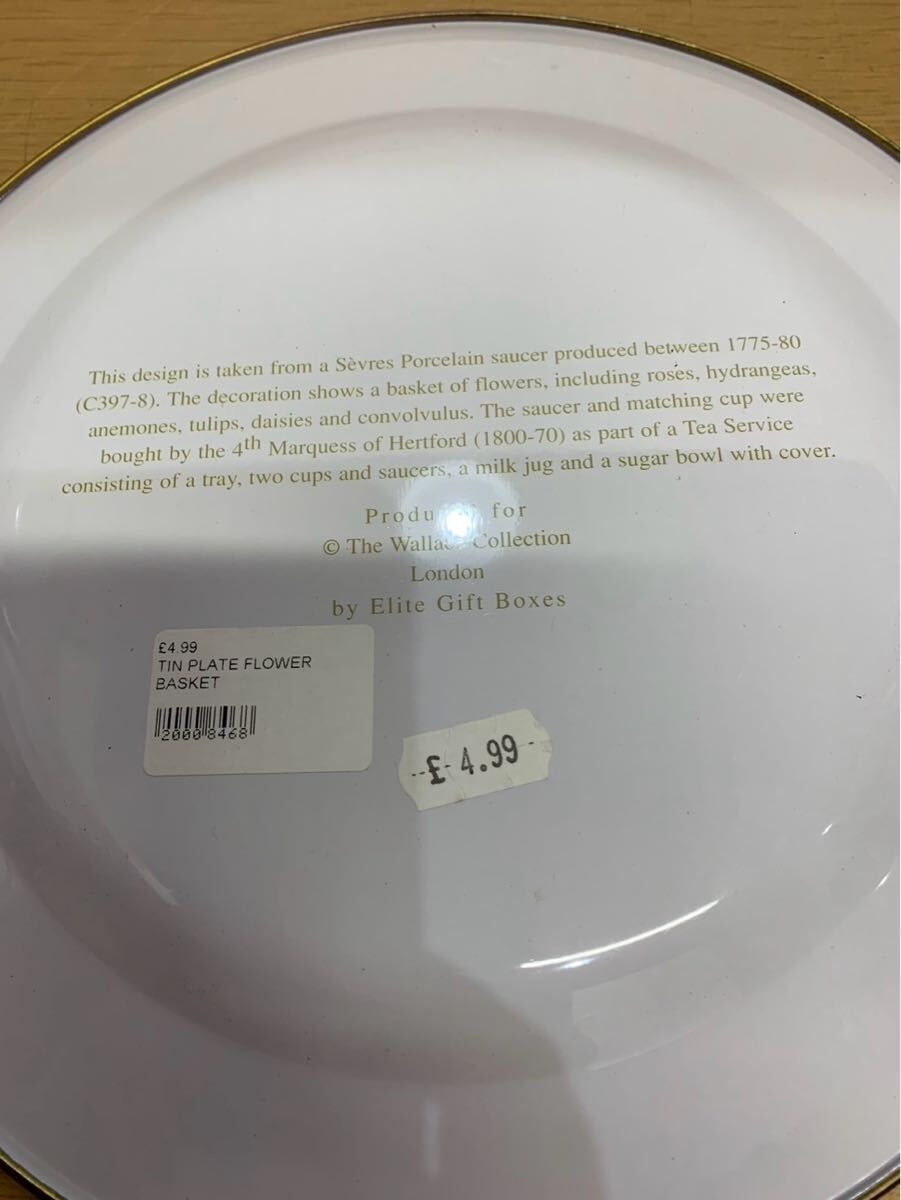 This design is taken from a Sèvres Porcelain saucer produced between 1775-80
(C397-8). The decoration shows a basket of flowers, including roses, hydrangeas,
anemones, tulips, daisies and convolvulus. The saucer and matching cup were
bought by the 4th Marquess of Hertford (1800-70) as part of a Tea Service
consisting of a tray, two cups and saucers, a milk jug and a sugar bowl with cover.
for
© The Collection
London
by Elite Gift Boxes
£4.99
TIN PLATE FLOWER
BASKET
20008468
£ 4.99